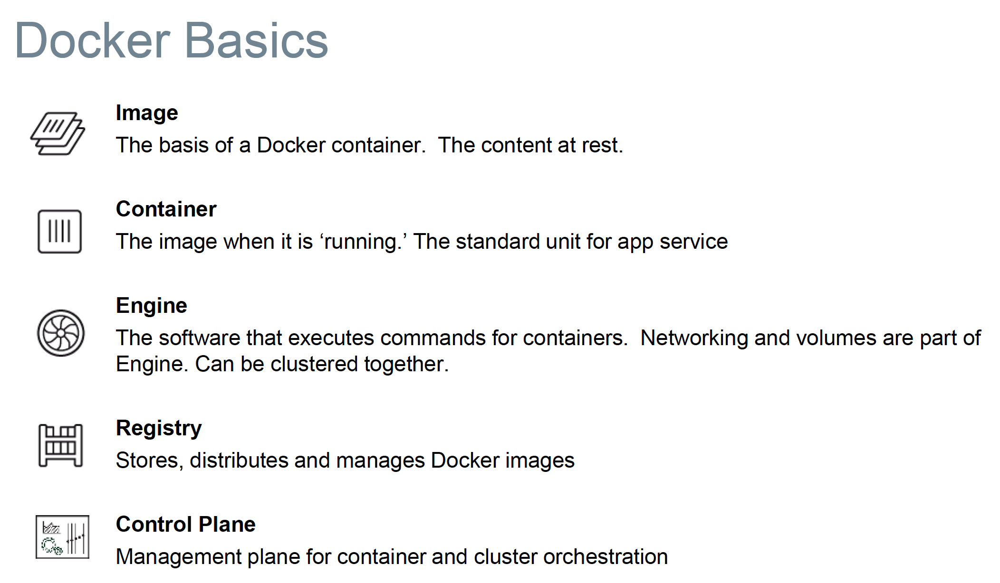 Docker Basics
Image
The basis of a Docker container.  The content at rest.
Container
The image when it is ‘running.’ The standard unit for app service
Engine
The software that executes commands for containers.  Networking and volumes are part of
Engine. Can be clustered together.
Registry
Stores, distributes and manages Docker images
Control Plane
Management plane for container and cluster orchestration